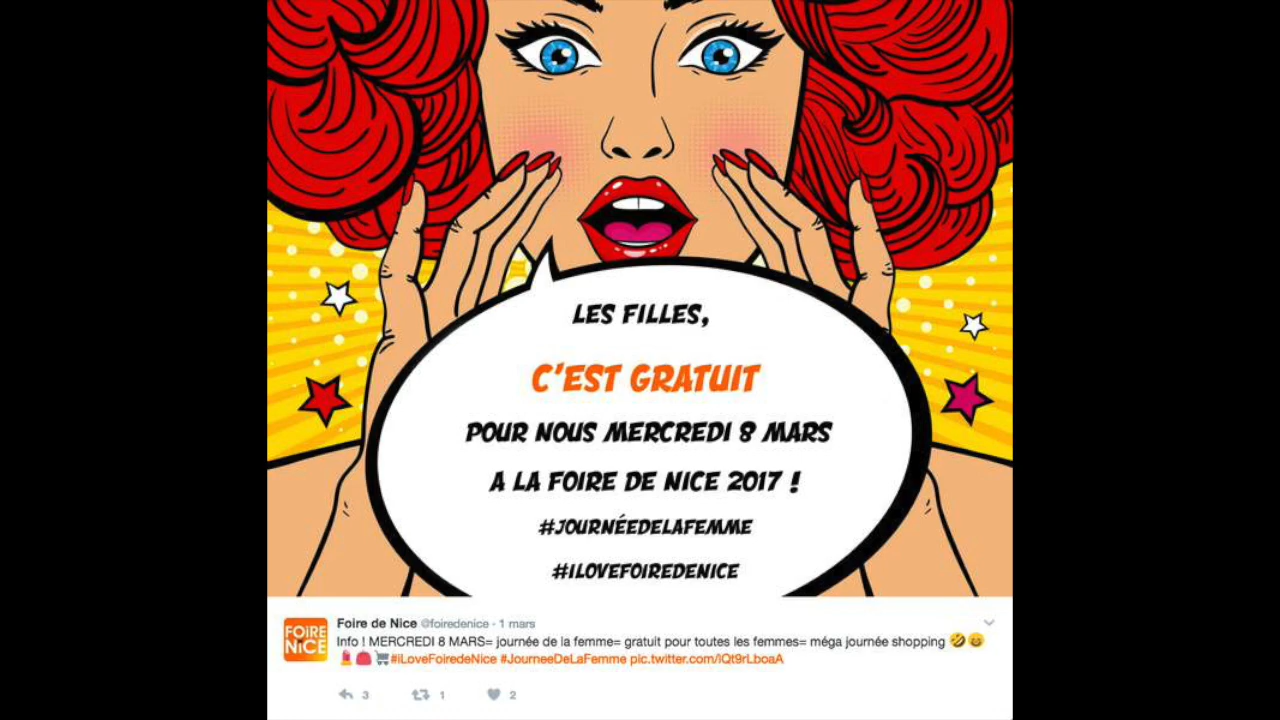 LES FILLES,
C'EST GRATUIT
POUR NOUS MERCREDI 8 MARS
A LA FOIRE DE NICE 2017 !
#JOURNÉEDELAFEMME
#ILOVEFOIREDENICE
FOIRE
NICE
Foire de Nice @foiredenice · 1 mars
Info ! MERCREDI 8 MARS= journée de la femme= gratuit pour toutes les femmes= méga journée shopping 🤣😄
💄👛🛒#iLoveFoiredeNice #JourneeDeLaFemme pic.twitter.com/lQt9rLboaA
3 1 2